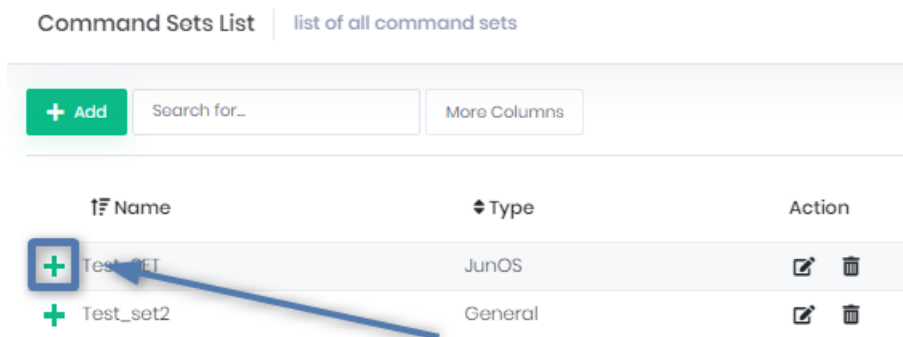 Command Sets List list of all command sets
Add Search for... More Columns
Name Type Action
JunOS
Test_set2 General